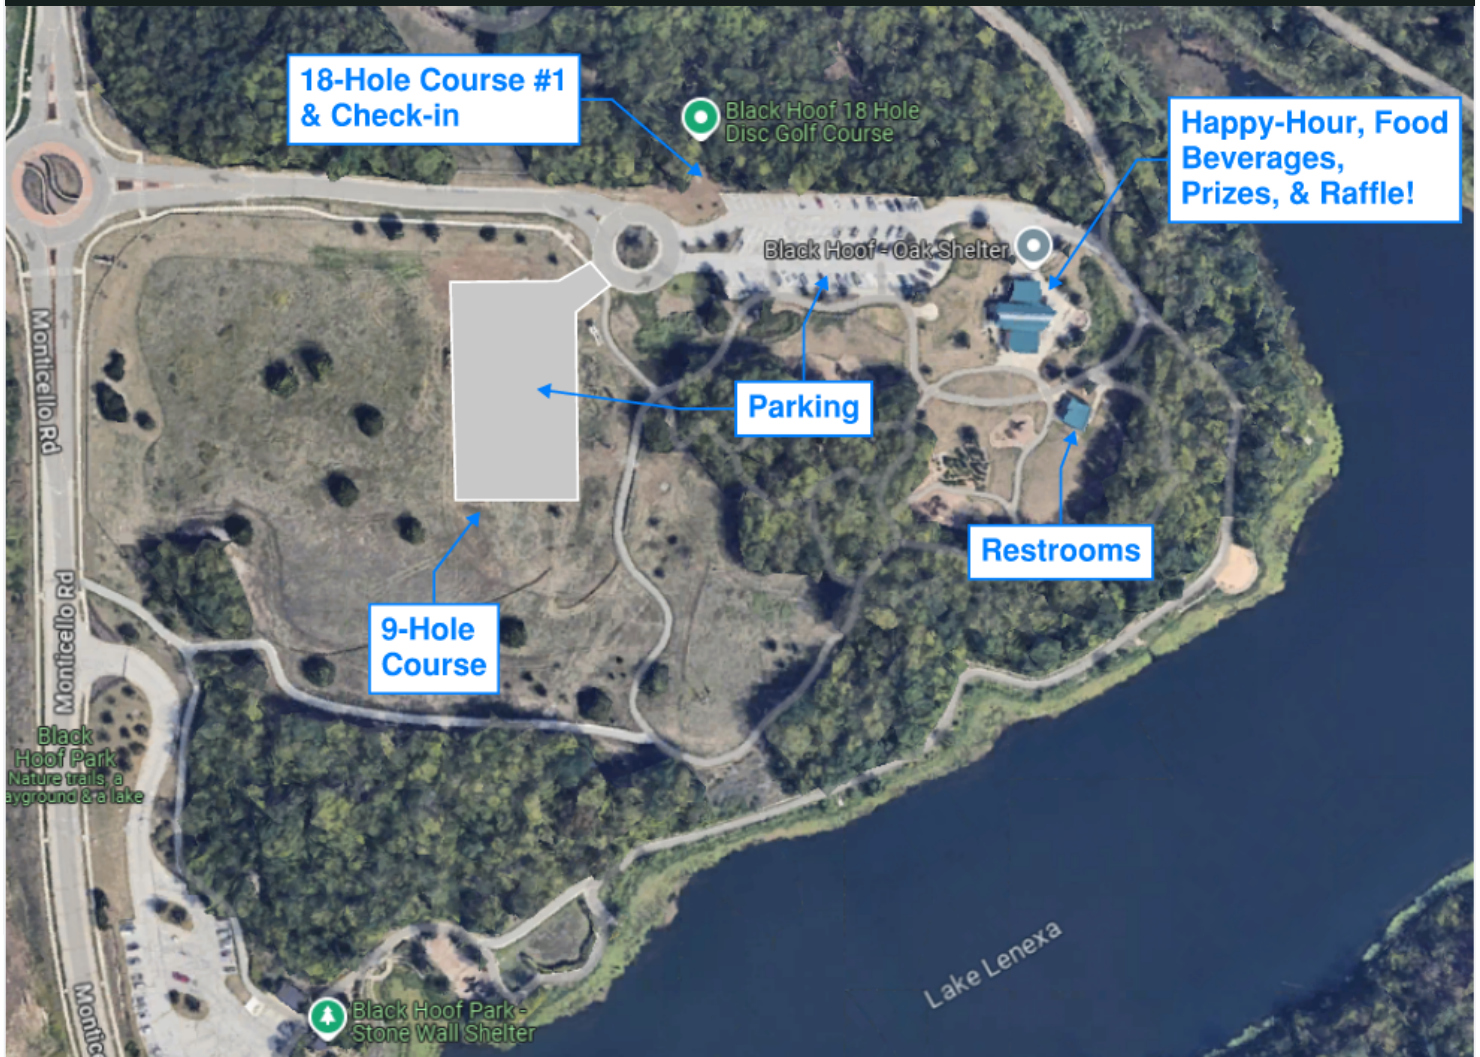 18-Hole Course #1
& Check-in
Black Hoof 18 Hole
Disc Golf Course
Happy-Hour, Food
Beverages,
Prizes, & Raffle!
Black Hoof - Oak Shelter
Monticello Rd
Parking
Restrooms
9-Hole
Course
Monticello Rd
Black
Hoof Park
Nature trails, a
ayground & a lake
Lake Lenexa
Montic
Black Hoof Park -
Stone Wall Shelter